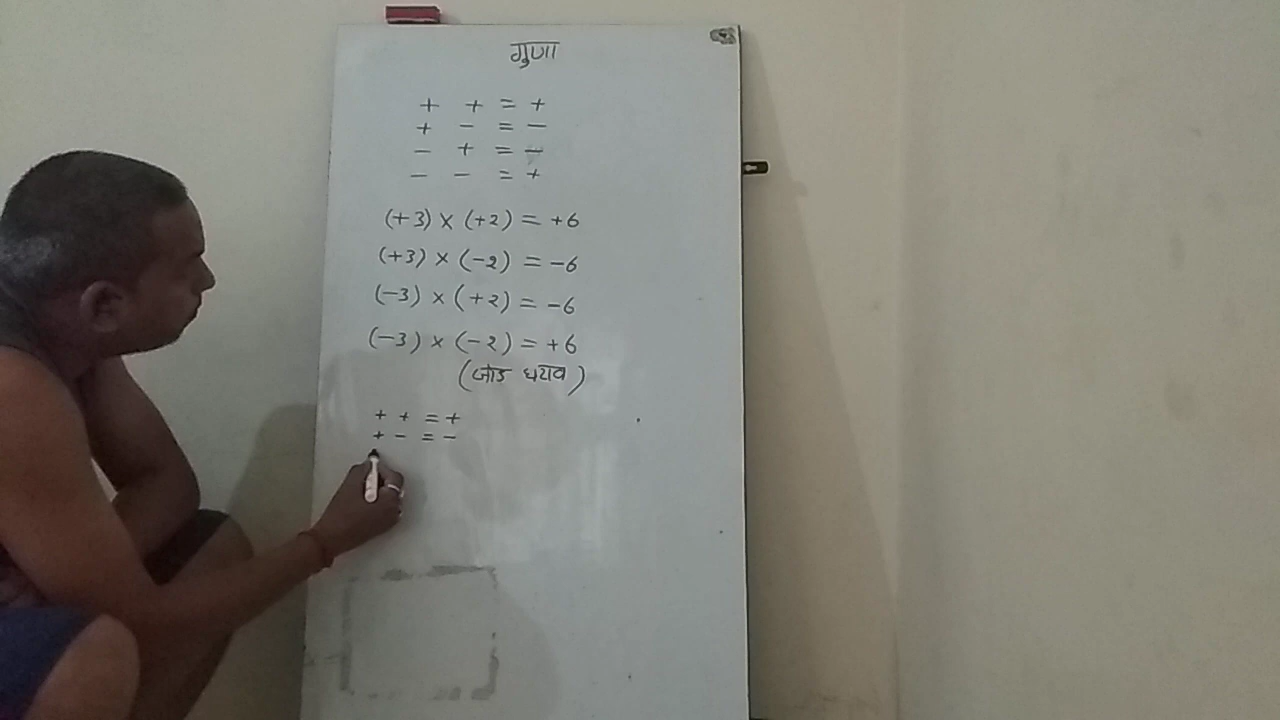 गुणा
+ + = +
+ - = -
- + = -
- - = +
(+3) × (+2) = +6
(+3) × (-2) = -6
(-3) × (+2) = -6
(-3) × (-2) = +6
(जोड घटाव)
+ + = +
+ - = -